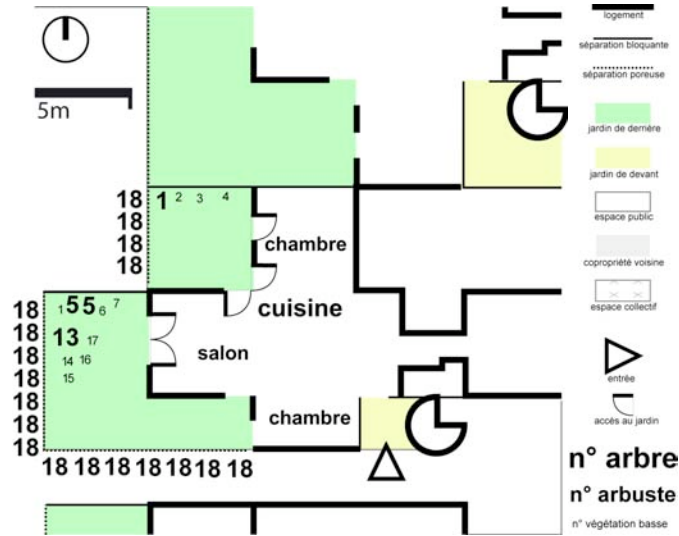 5m
18 1 2 3 4
18
18
18
chambre
cuisine
salon
chambre
18 1 5 5 6 7
18 13 17
18 14 16
18 15
18
18
18
18 18 18 18 18 18 18
logement
séparation bloquante
séparation poreuse
jardin de derrière
jardin de devant
espace public
copropriété voisine
espace collectif
entrée
accès au jardin
n° arbre
n° arbuste
n° végétation basse